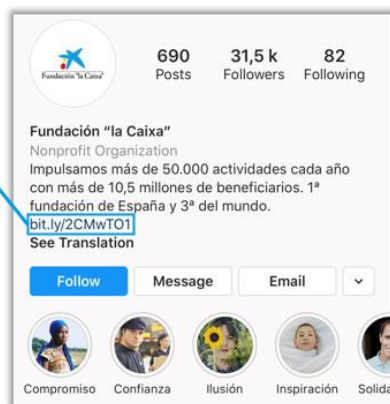 Fundación "la Caixa"
690 31,5 k 82
Posts Followers Following
Fundación "la Caixa"
Nonprofit Organization
Impulsamos más de 50.000 actividades cada año
con más de 10,5 millones de beneficiarios. 1ª
fundación de España y 3ª del mundo.
bit.ly/2CMwTO1
See Translation
Follow Message Email
Compromiso Confianza Ilusión Inspiración Solida